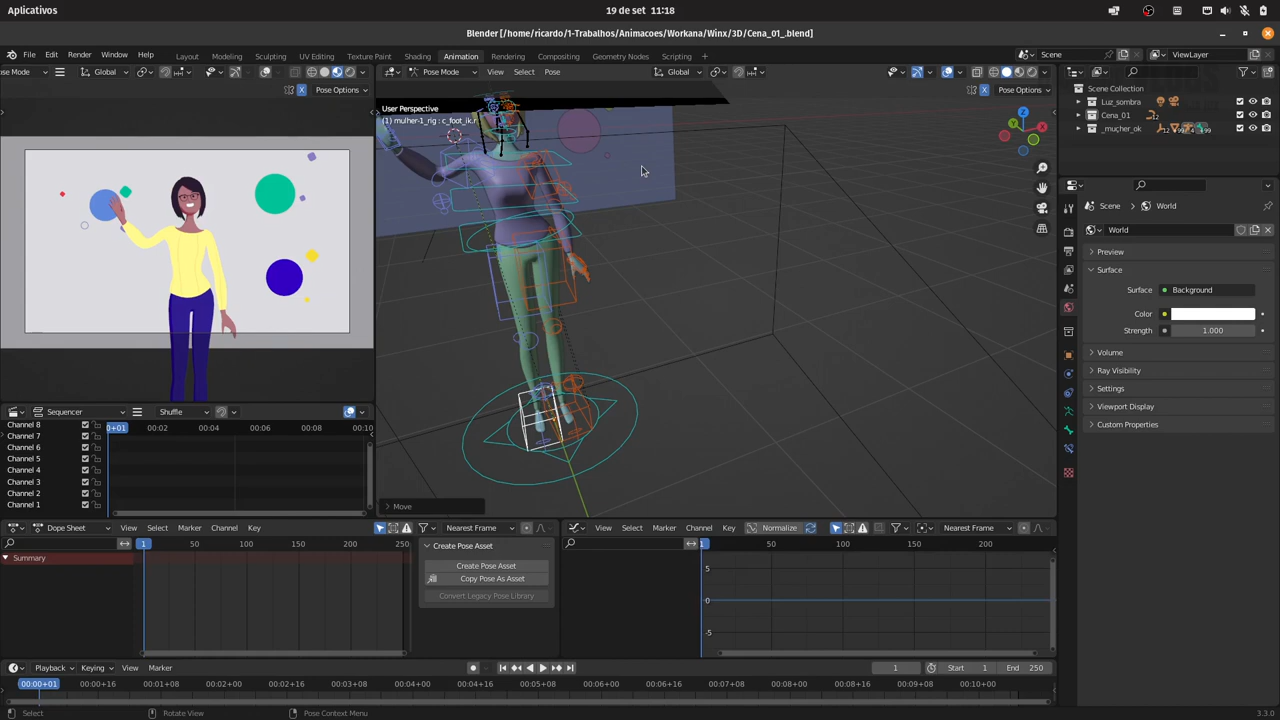 Aplicativos
19 de set 11:18
Blender [/home/ricardo/1-Trabalhos/Animacoes/Workana/Winx/3D/Cena_01_.blend]
File Edit Render Window Help
Layout Modeling Sculpting UV Editing Texture Paint Shading Animation Rendering Compositing Geometry Nodes Scripting +
Scene
ViewLayer
ose Mode
Global
X Pose Options
Pose Mode
View Select Pose
Global
X Pose Options
User Perspective
(1) mulher-1_rig : c_foot_ik.r
Z
X
Y
Scene Collection
Luz_sombra
Cena_01
12
_mucher_ok
Scene
World
World
Preview
Surface
Surface
Background
Color
Strength
1.000
Volume
Ray Visibility
Settings
Viewport Display
Custom Properties
Sequencer
Shuffle
0+01 00:02 00:04 00:06 00:08 00:10
Channel 8
Channel 7
Channel 6
Channel 5
Channel 4
Channel 3
Channel 2
Channel 1
Move
Dope Sheet
View Select Marker Channel Key
Nearest Frame
1 50 100 150 200 250
Summary
Create Pose Asset
Create Pose Asset
Copy Pose As Asset
Convert Legacy Pose Library
View Select Marker Channel Key
Normalize
Nearest Frame
1 50 100 150 200
5
0
-5
Playback
Keying
View Marker
1
Start 1
End 250
00:00+01 00:00+16 00:01+08 00:02+00 00:02+16 00:03+08 00:04+00 00:04+16 00:05+08 00:06+00 00:06+16 00:07+08 00:08+00 00:08+16 00:09+08 00:10+00
Select
Rotate View
Pose Context Menu
3.3.0